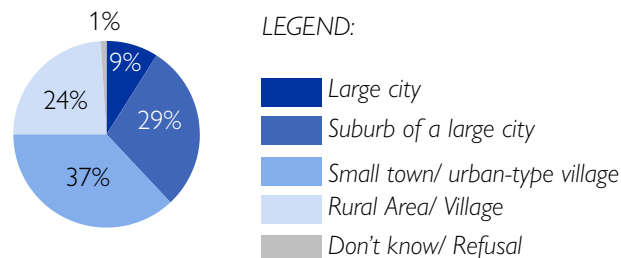 1%
9%
29%
37%
24%
LEGEND:
Large city
Suburb of a large city
Small town/ urban-type village
Rural Area/ Village
Don't know/ Refusal